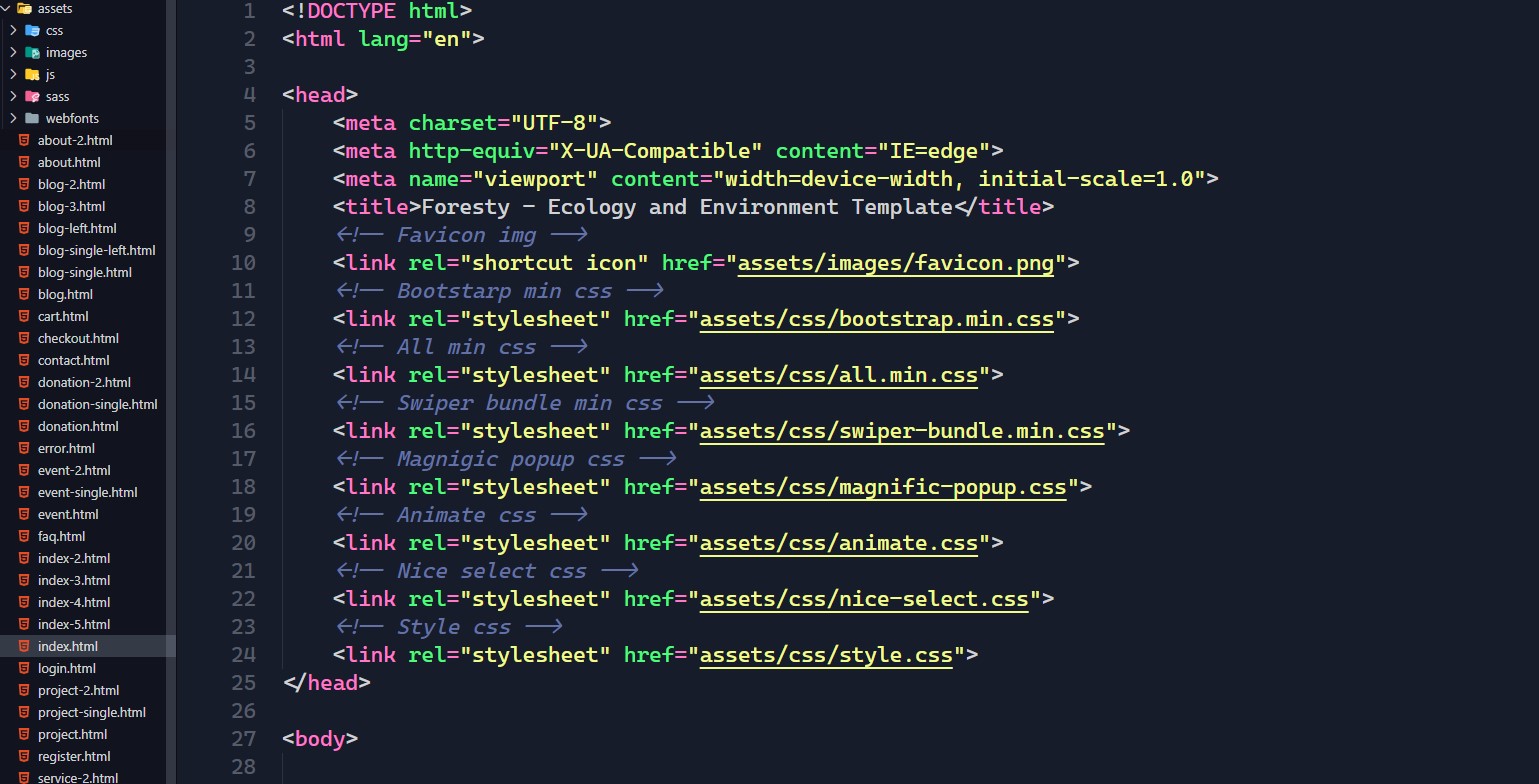 assets
css
images
js
sass
webfonts
about-2.html
about.html
blog-2.html
blog-3.html
blog-left.html
blog-single-left.html
blog-single.html
blog.html
cart.html
checkout.html
contact.html
donation-2.html
donation-single.html
donation.html
error.html
event-2.html
event-single.html
event.html
faq.html
index-2.html
index-3.html
index-4.html
index-5.html
index.html
login.html
project-2.html
project-single.html
project.html
register.html
service-2.html
1 <!DOCTYPE html>
2 <html lang="en">
3
4 <head>
5 <meta charset="UTF-8">
6 <meta http-equiv="X-UA-Compatible" content="IE=edge">
7 <meta name="viewport" content="width=device-width, initial-scale=1.0">
8 <title>Foresty - Ecology and Environment Template</title>
9 <!-- Favicon img -->
10 <link rel="shortcut icon" href="assets/images/favicon.png">
11 <!-- Bootstarp min css -->
12 <link rel="stylesheet" href="assets/css/bootstrap.min.css">
13 <!-- All min css -->
14 <link rel="stylesheet" href="assets/css/all.min.css">
15 <!-- Swiper bundle min css -->
16 <link rel="stylesheet" href="assets/css/swiper-bundle.min.css">
17 <!-- Magnigic popup css -->
18 <link rel="stylesheet" href="assets/css/magnific-popup.css">
19 <!-- Animate css -->
20 <link rel="stylesheet" href="assets/css/animate.css">
21 <!-- Nice select css -->
22 <link rel="stylesheet" href="assets/css/nice-select.css">
23 <!-- Style css -->
24 <link rel="stylesheet" href="assets/css/style.css">
25 </head>
26
27 <body>
28